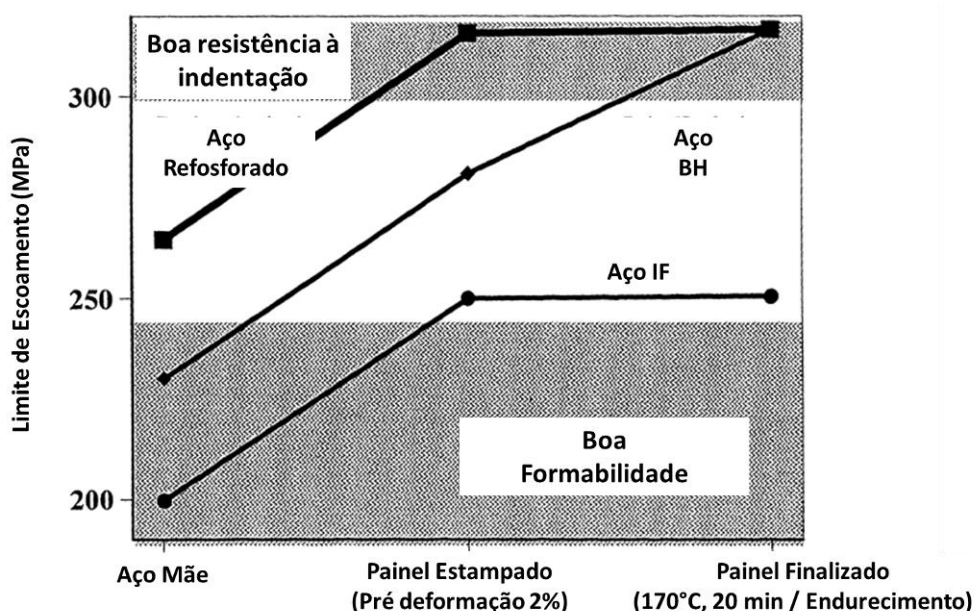 Limite de Escoamento (MPa)
300
250
200
Boa resistência à
indentação
Aço
Refosforado
Aço
BH
Aço IF
Boa
Formabilidade
Aço Mãe
Painel Estampado
(Pré deformação 2%)
Painel Finalizado
(170°C, 20 min / Endurecimento)